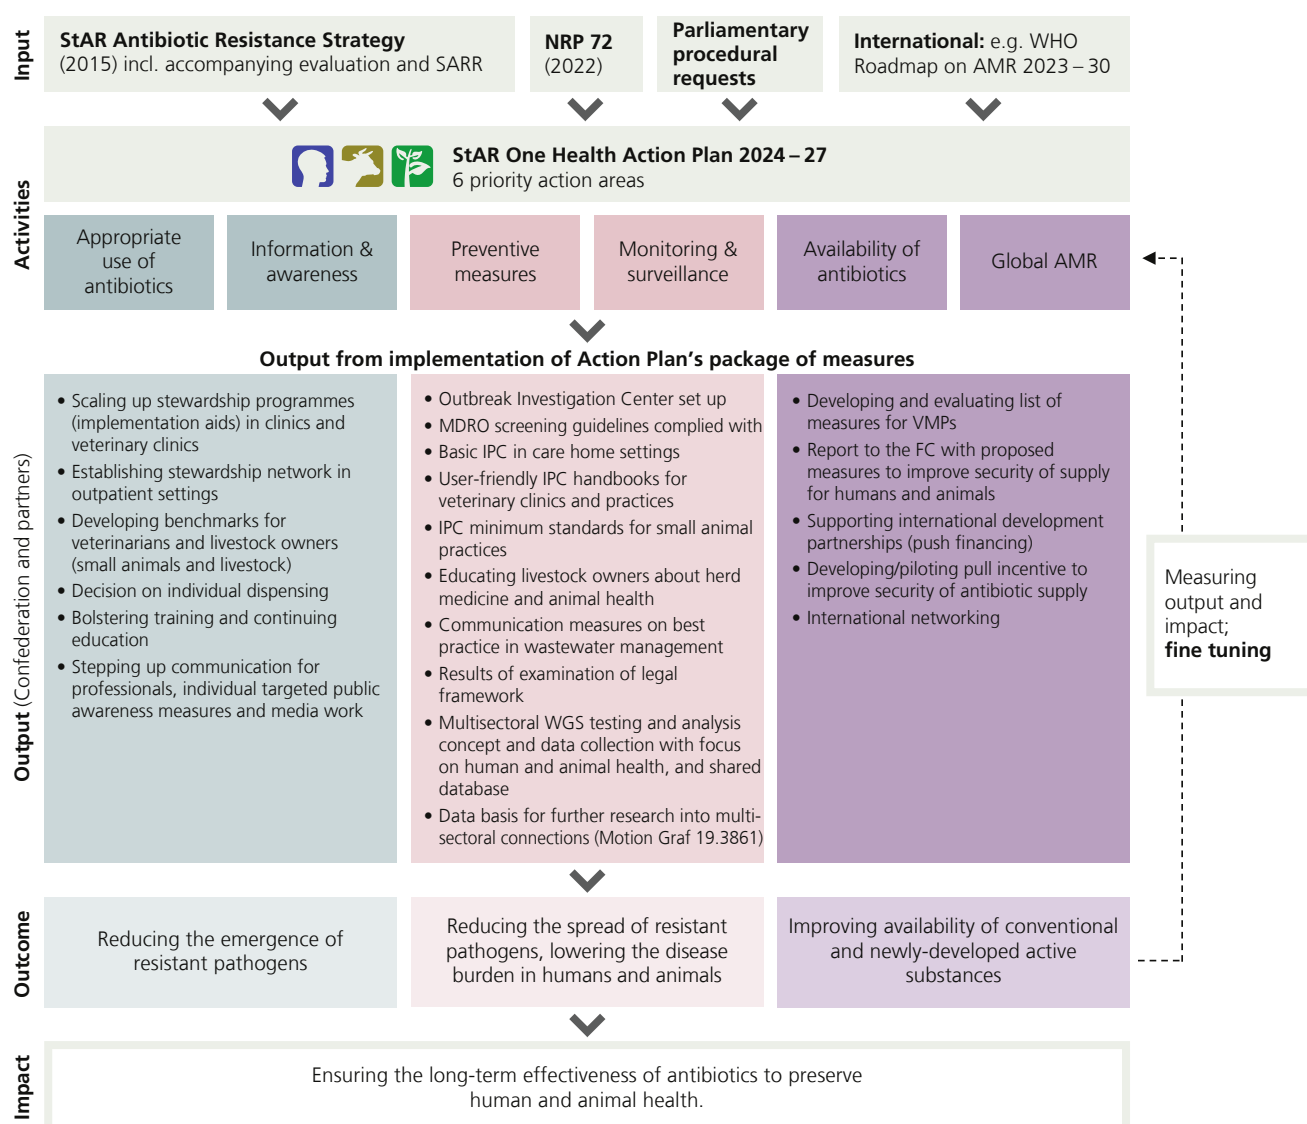 Input
StAR Antibiotic Resistance Strategy
(2015) incl. accompanying evaluation and SARR
NRP 72
(2022)
Parliamentary
procedural
requests
International: e.g. WHO
Roadmap on AMR 2023 – 30
Activities
StAR One Health Action Plan 2024 – 27
6 priority action areas
Appropriate
use of
antibiotics
Information &
awareness
Preventive
measures
Monitoring &
surveillance
Availability of
antibiotics
Global AMR
Output from implementation of Action Plan's package of measures
Output (Confederation and partners)
• Scaling up stewardship programmes
(implementation aids) in clinics and
veterinary clinics
• Establishing stewardship network in
outpatient settings
• Developing benchmarks for
veterinarians and livestock owners
(small animals and livestock)
• Decision on individual dispensing
• Bolstering training and continuing
education
• Stepping up communication for
professionals, individual targeted public
awareness measures and media work
• Outbreak Investigation Center set up
• MDRO screening guidelines complied with
• Basic IPC in care home settings
• User-friendly IPC handbooks for
veterinary clinics and practices
• IPC minimum standards for small animal
practices
• Educating livestock owners about herd
medicine and animal health
• Communication measures on best
practice in wastewater management
• Results of examination of legal
framework
• Multisectoral WGS testing and analysis
concept and data collection with focus
on human and animal health, and shared
database
• Data basis for further research into multi-
sectoral connections (Motion Graf 19.3861)
• Developing and evaluating list of
measures for VMPs
• Report to the FC with proposed
measures to improve security of supply
for humans and animals
• Supporting international development
partnerships (push financing)
• Developing/piloting pull incentive to
improve security of antibiotic supply
• International networking
Measuring
output and
impact;
fine tuning
Outcome
Reducing the emergence of
resistant pathogens
Reducing the spread of resistant
pathogens, lowering the disease
burden in humans and animals
Improving availability of conventional
and newly-developed active
substances
Impact
Ensuring the long-term effectiveness of antibiotics to preserve
human and animal health.